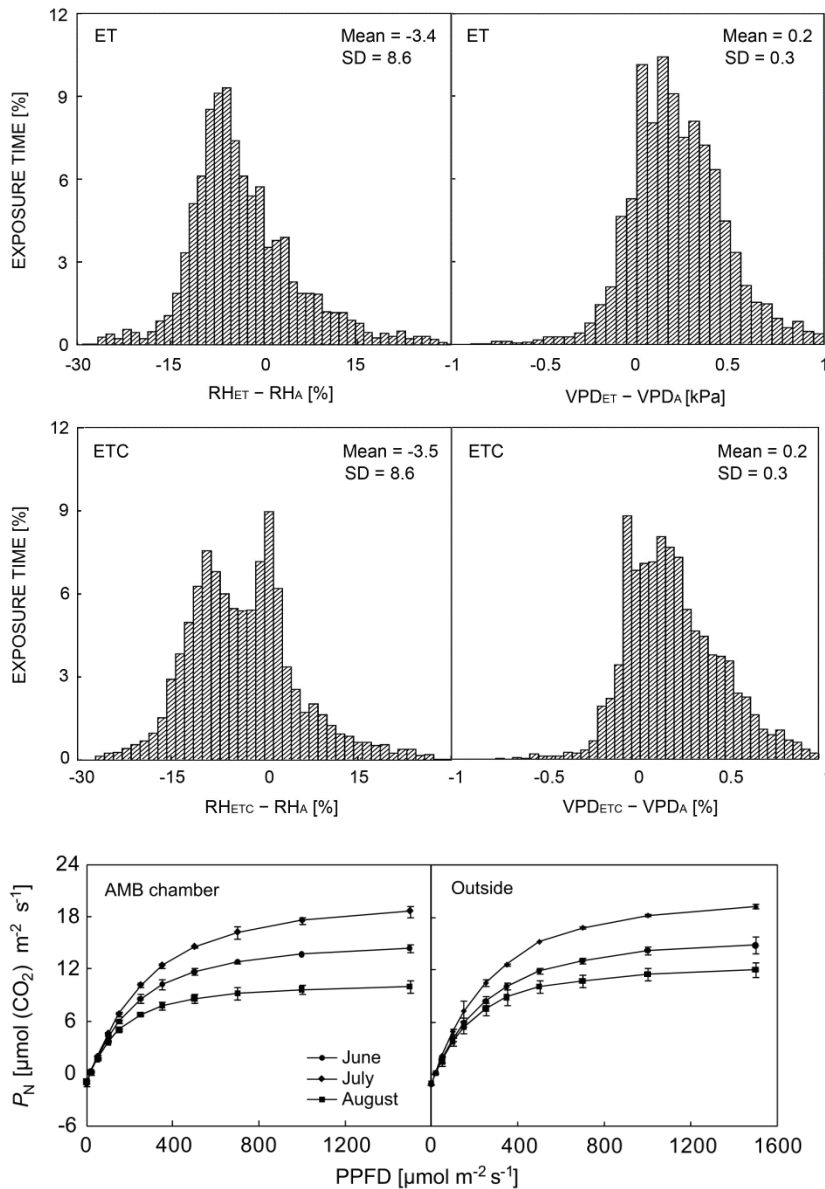 12
ET
Mean = -3.4
SD = 8.6
ET
Mean = 0.2
SD = 0.3
9
6
3
0
EXPOSURE TIME [%]
-30 -15 0 15 -1 -0.5 0 0.5 1
RHET – RHA [%]
VPDET – VPDA [kPa]
12
ETC
Mean = -3.5
SD = 8.6
ETC
Mean = 0.2
SD = 0.3
9
6
3
0
EXPOSURE TIME [%]
-30 -15 0 15 -1 -0.5 0 0.5 1
RHETC – RHA [%]
VPDETC – VPDA [%]
24
AMB chamber
Outside
18
12
6
0
-6
PN [µmol (CO2) m-2 s-1]
June
July
August
0 400 800 1200 0 400 800 1200 1600
PPFD [µmol m-2 s-1]